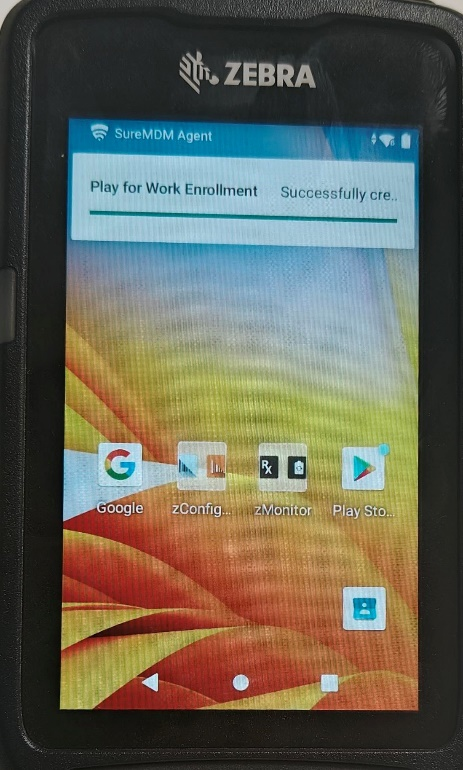 ZEBRA
SureMDM Agent
Play for Work Enrollment Successfully cre..
Google zConfig... zMonitor Play Sto...